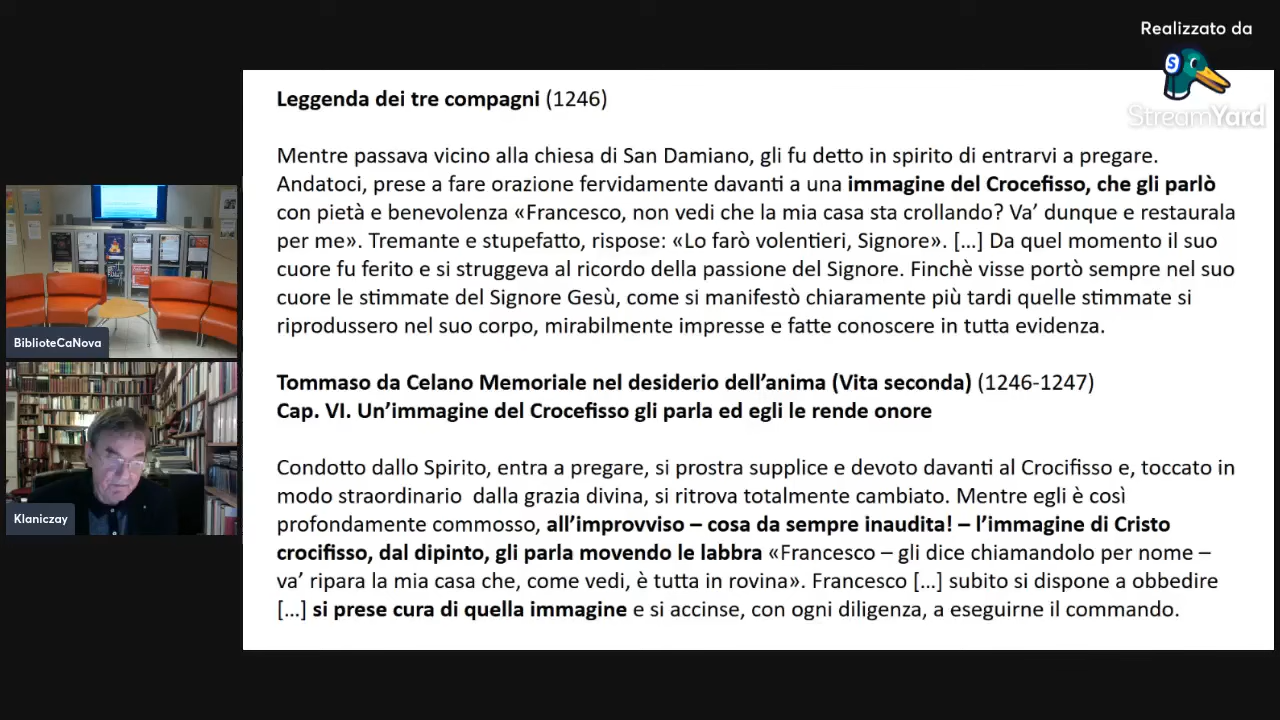 Realizzato da
StreamYard
Leggenda dei tre compagni (1246)
Mentre passava vicino alla chiesa di San Damiano, gli fu detto in spirito di entrarvi a pregare.
Andatoci, prese a fare orazione fervidamente davanti a una immagine del Crocefisso, che gli parlò
con pietà e benevolenza «Francesco, non vedi che la mia casa sta crollando? Va’ dunque e restaurala
per me». Tremante e stupefatto, rispose: «Lo farò volentieri, Signore». [...] Da quel momento il suo
cuore fu ferito e si struggeva al ricordo della passione del Signore. Finchè visse portò sempre nel suo
cuore le stimmate del Signore Gesù, come si manifestò chiaramente più tardi quelle stimmate si
riprodussero nel suo corpo, mirabilmente impresse e fatte conoscere in tutta evidenza.
Tommaso da Celano Memoriale nel desiderio dell’anima (Vita seconda) (1246-1247)
Cap. VI. Un’immagine del Crocefisso gli parla ed egli le rende onore
Condotto dallo Spirito, entra a pregare, si prostra supplice e devoto davanti al Crocifisso e, toccato in
modo straordinario dalla grazia divina, si ritrova totalmente cambiato. Mentre egli è così
profondamente commosso, all’improvviso – cosa da sempre inaudita! – l’immagine di Cristo
crocifisso, dal dipinto, gli parla movendo le labbra «Francesco – gli dice chiamandolo per nome –
va’ ripara la mia casa che, come vedi, è tutta in rovina». Francesco [...] subito si dispone a obbedire
[...] si prese cura di quella immagine e si accinse, con ogni diligenza, a eseguirne il commando.
BiblioteCaNova
Klaniczay